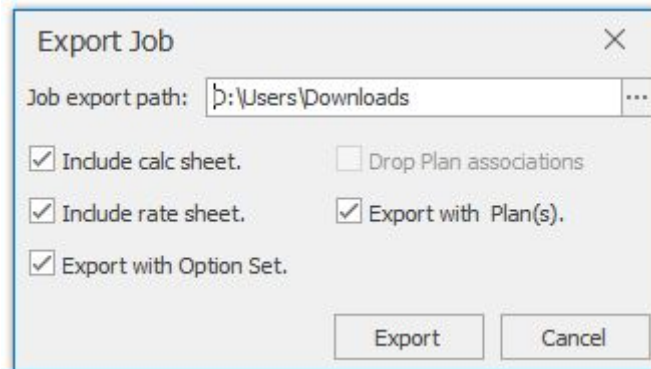 Export Job
Job export path: D:\Users\Downloads ...
Include calc sheet. Drop Plan associations
Include rate sheet. Export with Plan(s).
Export with Option Set.
Export Cancel